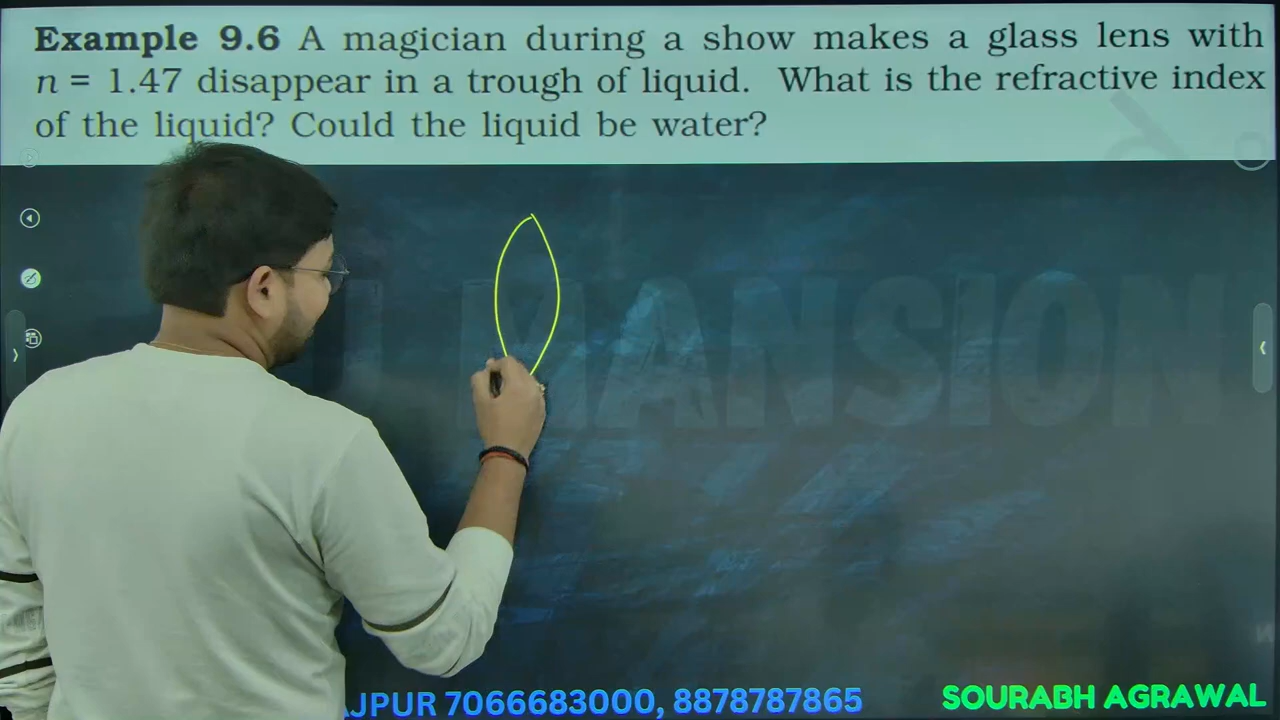 Example 9.6 A magician during a show makes a glass lens with
n = 1.47 disappear in a trough of liquid. What is the refractive index
of the liquid? Could the liquid be water?
MANSION
JPUR 7066683000, 8878787865
SOURABH AGRAWAL